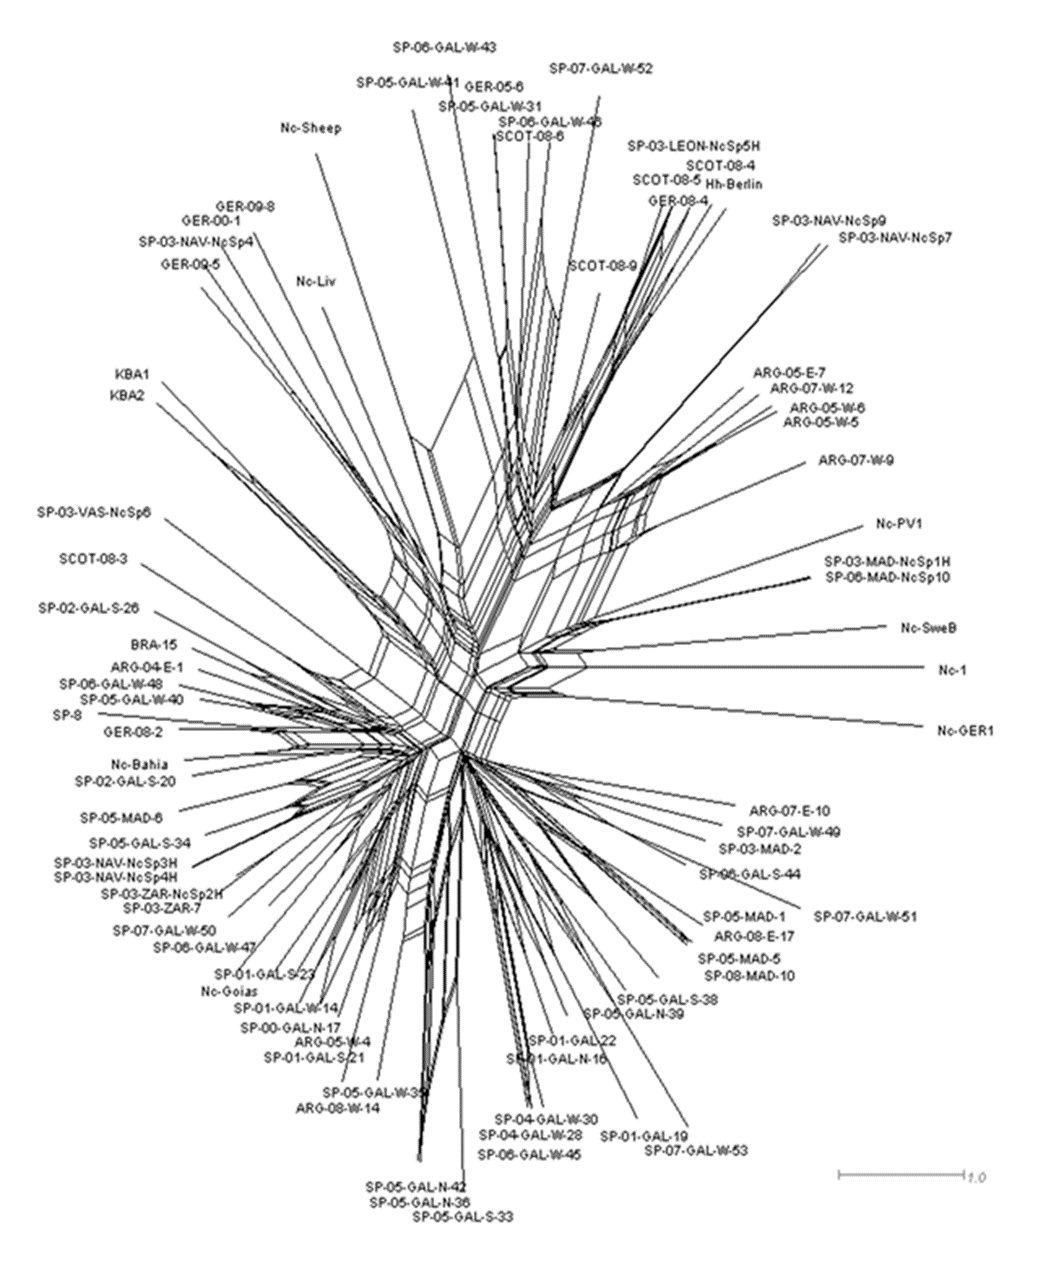 SP-06-GAL-W-43
SP-07-GAL-W-52
SP-05-GAL-W-41
GER-05-6
SP-05-GAL-W-31
SP-06-GAL-W-46
Nc-Sheep
SCOT-08-6
SP-03-LEON-NcSp5H
SCOT-08-4
SCOT-08-5
Hh-Berlin
GER-08-4
GER-09-8
GER-00-1
SP-03-NAV-NcSp9
SP-03-NAV-NcSp4
SP-03-NAV-NcSp7
GER-09-5
SCOT-08-9
Nc-Liv
KBA1
ARG-05-E-7
ARG-07-W-12
KBA2
ARG-05-W-6
ARG-05-W-5
ARG-07-W-9
SP-03-VAS-NcSp6
Nc-PV1
SCOT-08-3
SP-03-MAD-NcSp1H
SP-06-MAD-NcSp10
SP-02-GAL-S-26
Nc-SweB
BRA-15
ARG-04-E-1
Nc-1
SP-06-GAL-W-48
SP-05-GAL-W-40
SP-8
GER-08-2
Nc-GER1
Nc-Bahia
SP-02-GAL-S-20
ARG-07-E-10
SP-05-MAD-6
SP-07-GAL-W-49
SP-05-GAL-S-34
SP-03-MAD-2
SP-03-NAV-NcSp3H
SP-06-GAL-S-44
SP-03-NAV-NcSp4H
SP-03-ZAR-NcSp2H
SP-03-ZAR-7
SP-05-MAD-1
SP-07-GAL-W-51
SP-07-GAL-W-50
ARG-08-E-17
SP-06-GAL-W-47
SP-05-MAD-5
SP-01-GAL-S-23
SP-08-MAD-10
Nc-Goias
SP-05-GAL-S-38
SP-01-GAL-W-14
SP-05-GAL-N-39
SP-00-GAL-N-17
ARG-05-W-4
SP-01-GAL-22
SP-01-GAL-S-21
SP-01-GAL-N-16
SP-05-GAL-W-35
ARG-08-W-14
SP-04-GAL-W-30
SP-04-GAL-W-28
SP-01-GAL-19
SP-06-GAL-W-45
SP-07-GAL-W-53
1.0
SP-05-GAL-N-42
SP-05-GAL-N-36
SP-05-GAL-S-33